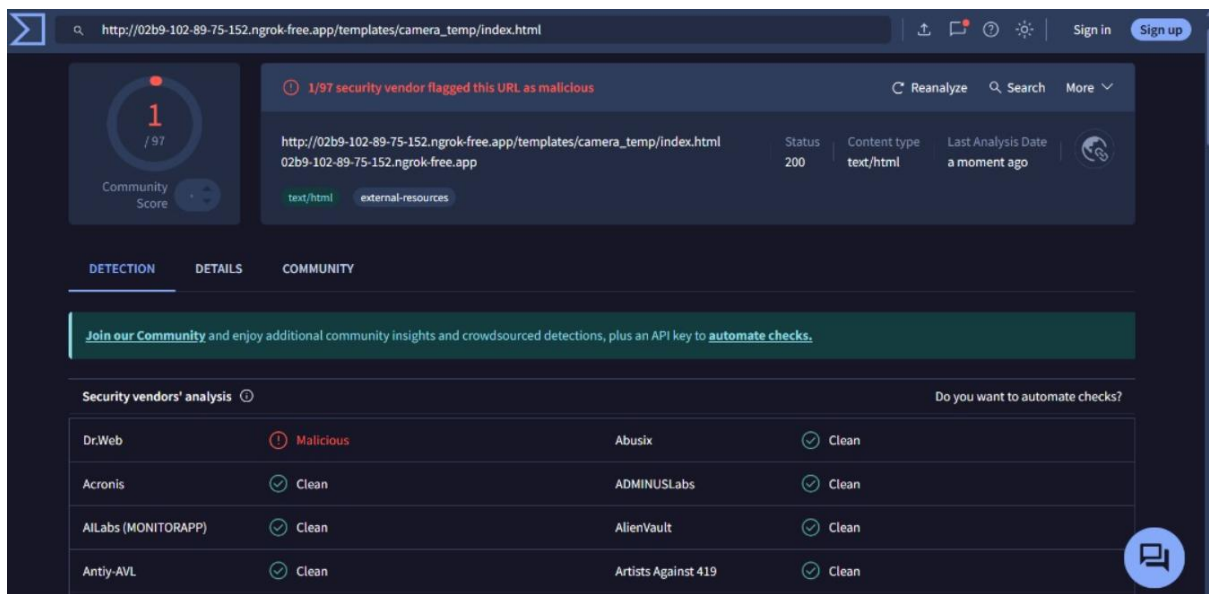 http://02b9-102-89-75-152.ngrok-free.app/templates/camera_temp/index.html
Sign in
Sign up
1
/ 97
Community
Score
1/97 security vendor flagged this URL as malicious
Reanalyze
Search
More
http://02b9-102-89-75-152.ngrok-free.app/templates/camera_temp/index.html
02b9-102-89-75-152.ngrok-free.app
text/html
external-resources
Status
200
Content type
text/html
Last Analysis Date
a moment ago
DETECTION DETAILS COMMUNITY
Join our Community and enjoy additional community insights and crowdsourced detections, plus an API key to automate checks.
Security vendors' analysis
Do you want to automate checks?
Dr.Web Malicious Abusix Clean
Acronis Clean ADMINUSLabs Clean
AILabs (MONITORAPP) Clean AlienVault Clean
Antiy-AVL Clean Artists Against 419 Clean